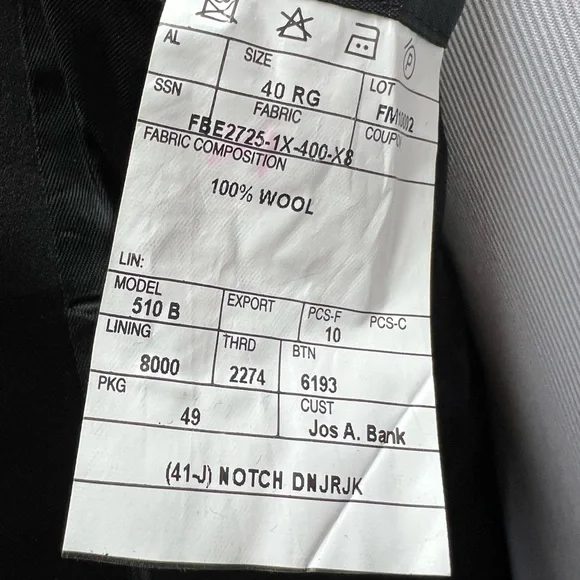 AL SIZE LOT
40 RG
SSN FABRIC COUP
FBE2725-1X-400-X8
FABRIC COMPOSITION
100% WOOL
LIN:
MODEL EXPORT PCS-F PCS-C
510 B 10
LINING THRD BTN
8000 2274 6193
PKG CUST
49 Jos A. Bank
(41-J) NOTCH DNJRJK